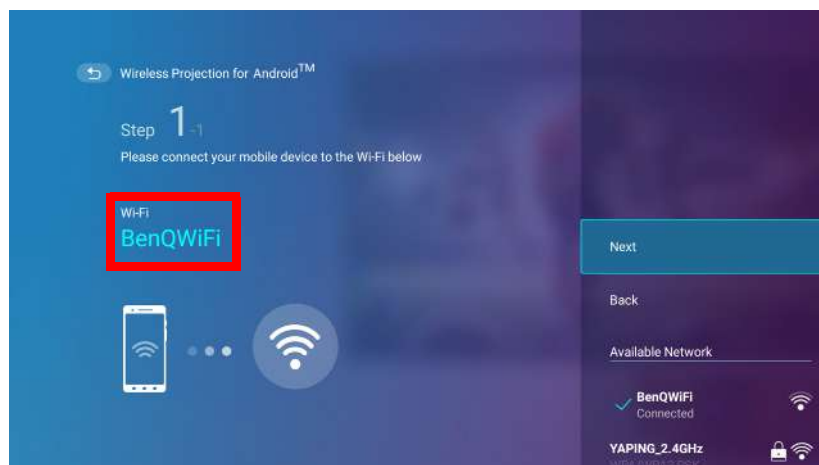 Wireless Projection for Android™
Step 1-1
Please connect your mobile device to the Wi-Fi below
Wi-Fi
BenQWiFi
Next
Back
Available Network
BenQWiFi
Connected
YAPING_2.4GHz